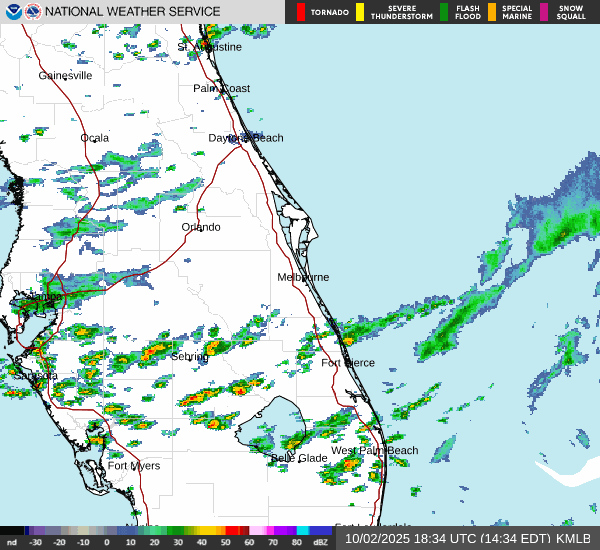 NATIONAL WEATHER SERVICE
TORNADO
SEVERE
THUNDERSTORM
FLASH
FLOOD
SPECIAL
MARINE
SNOW
SQUALL
St. Augustine
Gainesville
Palm Coast
Ocala
Daytona Beach
Orlando
Melbourne
Tampa
Sebring
Fort Pierce
Sarasota
West Palm Beach
Belle Glade
Fort Myers
nd -30 -20 -10 0 10 20 30 40 50 60 70 80 dBZ
10/02/2025 18:34 UTC (14:34 EDT) KMLB